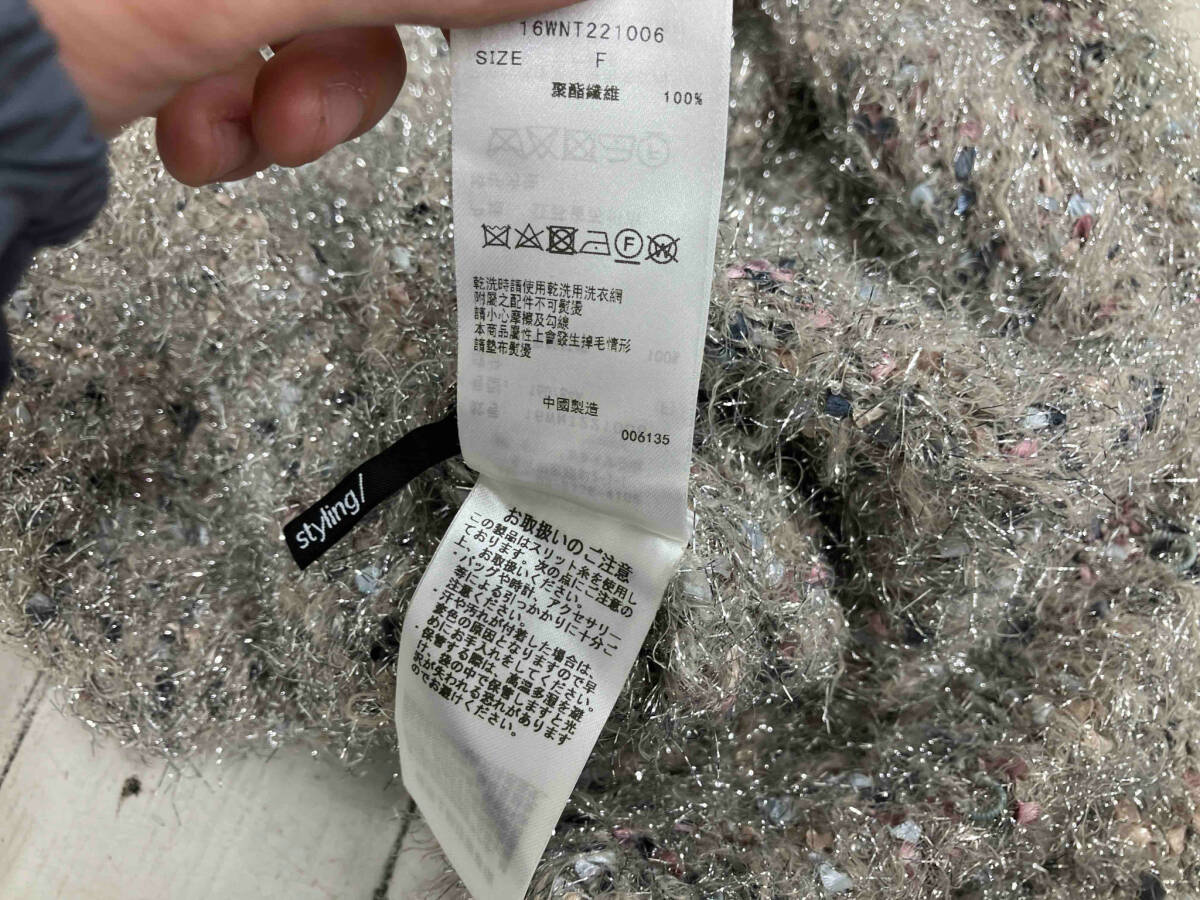 16WNT221006
SIZE F
聚酯纖維 100%
F
W
乾洗時請使用乾洗用洗衣網
附屬之配件不可熨燙
請小心摩擦及勾線
本商品屬性上會發生掉毛情形
請墊布熨燙
中國製造
006135
styling/
お取扱いのご注意
この製品はスリット糸を使用し
ております。次の点にご注意の
上、お取扱いください。
・バッグや時計、アクセサリー
等による引っかかりに十分ご
注意ください。
・汗や汚れが付着した場合は、
変色の原因となりますので早
めにお手入れをしてください。
・保管する際は、高温多湿を避
け、袋の中で保管しますと光
沢が失われる恐れがあります
のでお避けください。